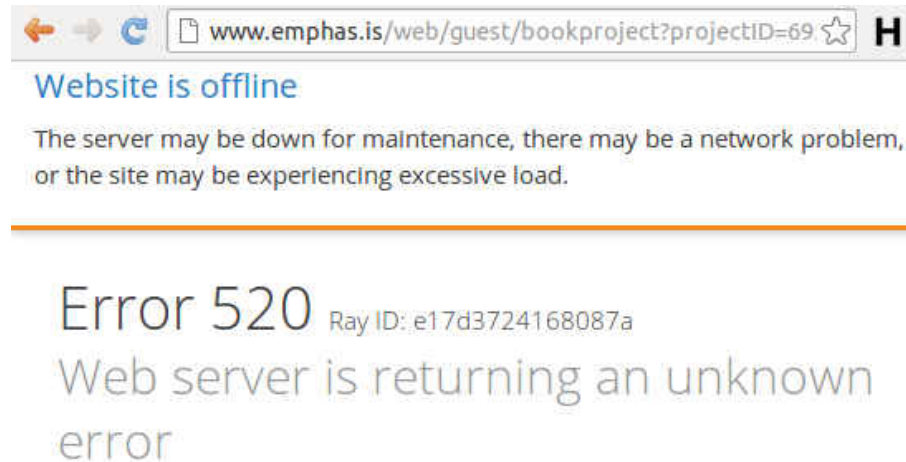 www.emphas.is/web/guest/bookproject?projectID=69 H
Website is offline
The server may be down for maintenance, there may be a network problem,
or the site may be experiencing excessive load.
Error 520 Ray ID: e17d3724168087a
Web server is returning an unknown
error